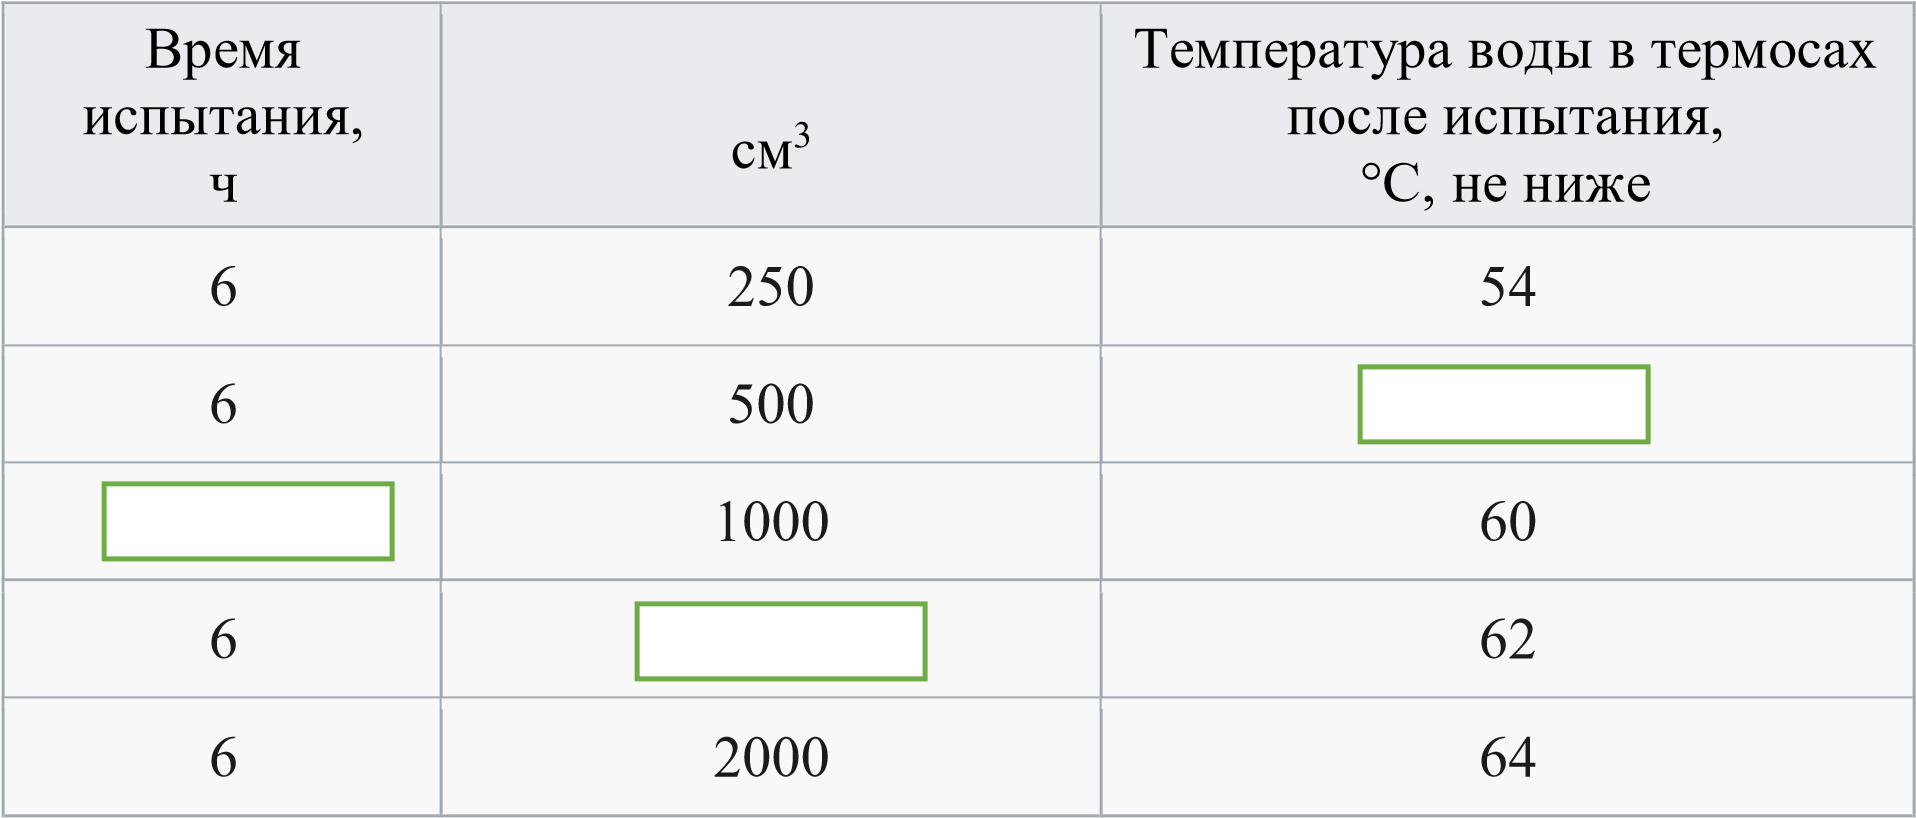 Время
испытания,
ч
см³
Температура воды в термосах
после испытания,
°С, не ниже
6
250
54
6
500
1000
60
6
62
6
2000
64